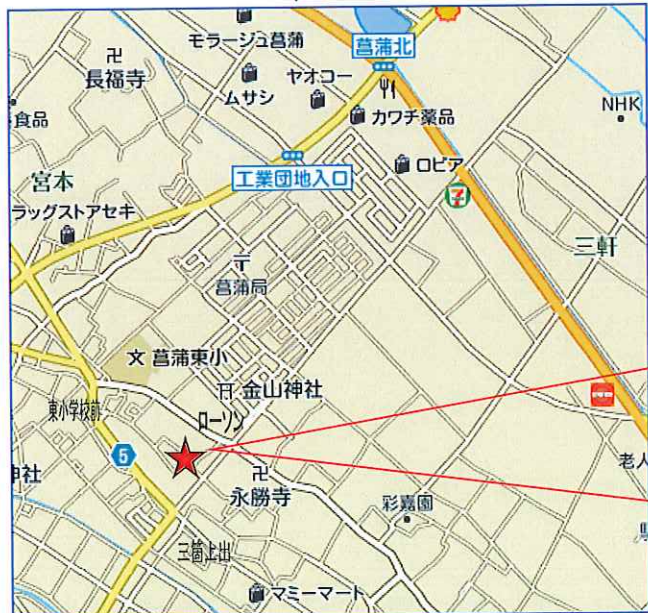 モラージュ菖蒲
菖蒲北
卍
長福寺
ヤオコー
ムサシ
カワチ薬品
NHK
食品
宮本
工業団地入口
ロピア
7
ラッグストアセキ
三軒
〒
菖蒲局
文 菖蒲東小
金山神社
東小学校前
ローソン
5
神社
卍
永勝寺
老人
彩嘉園
三箇上出
マミーマート